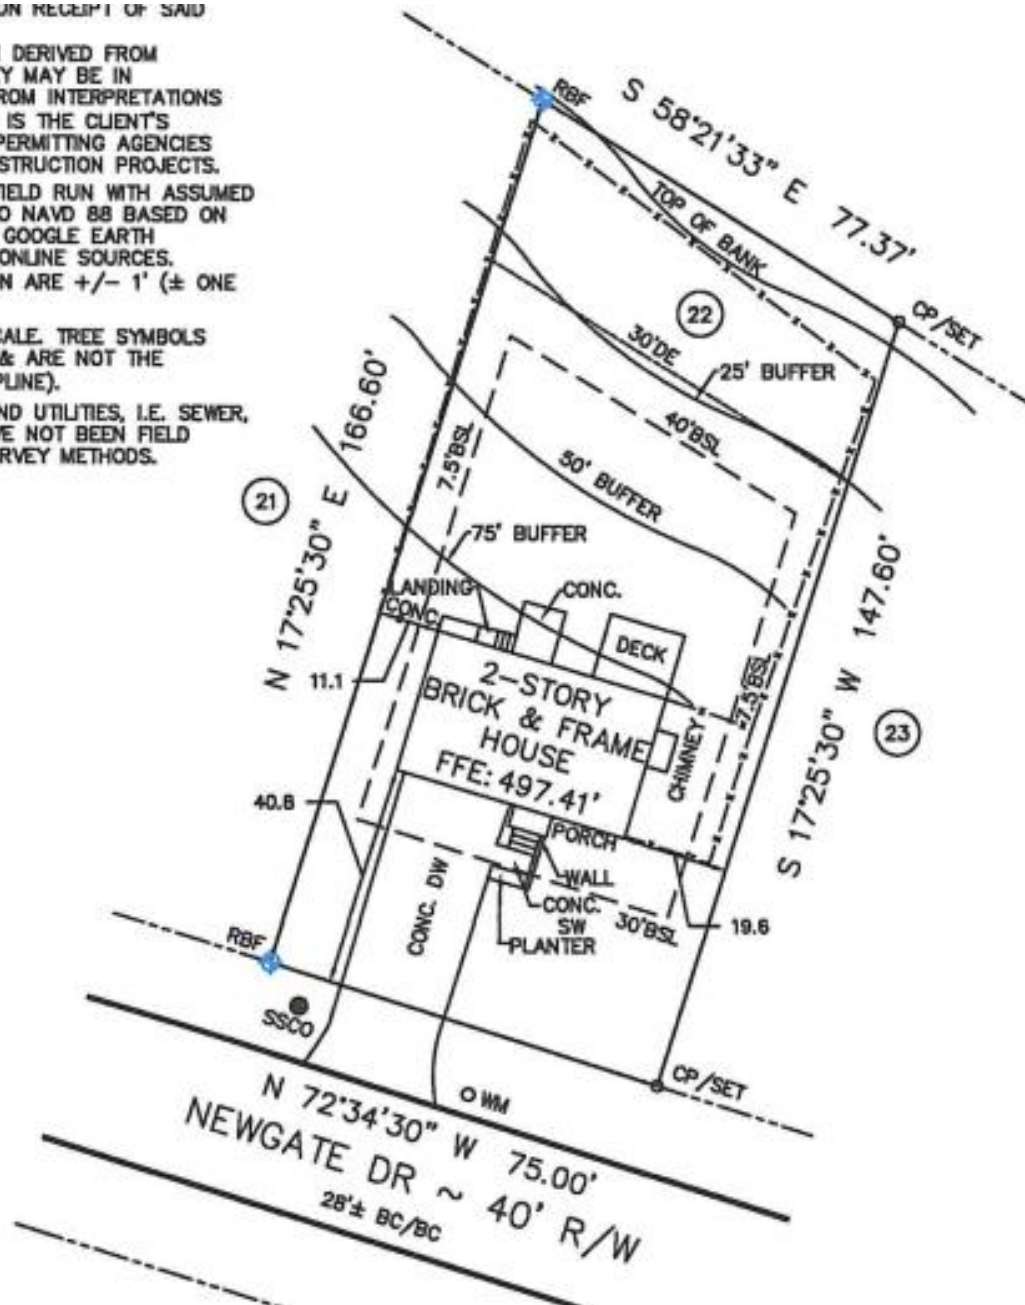 ON RECEIPT OF SAID
DERIVED FROM
Y MAY BE IN
ROM INTERPRETATIONS
IS THE CLIENT'S
PERMITTING AGENCIES
STRUCTION PROJECTS.
IELD RUN WITH ASSUMED
O NAVD 88 BASED ON
GOOGLE EARTH
ONLINE SOURCES.
N ARE +/- 1' (± ONE
CALE. TREE SYMBOLS
& ARE NOT THE
PLINE).
ND UTILITIES, I.E. SEWER,
VE NOT BEEN FIELD
RVEY METHODS.
RBF
S 58°21'33" E 77.37'
TOP OF BANK
CP/SET
22
30'DE
25' BUFFER
40'BSL
N 17°25'30" E 166.60'
7.5'BSL
50' BUFFER
21
75' BUFFER
LANDING
CONC.
CONC.
DECK
S 17°25'30" W 147.60'
7.5'BSL
23
11.1
2-STORY
BRICK & FRAME
HOUSE
FFE: 497.41'
CHIMNEY
40.8
PORCH
WALL
CONC.
SW
PLANTER
CONC. DW
30'BSL
19.6
RBF
SSCO
CP/SET
WM
N 72°34'30" W 75.00'
NEWGATE DR ~ 40' R/W
28'± BC/BC